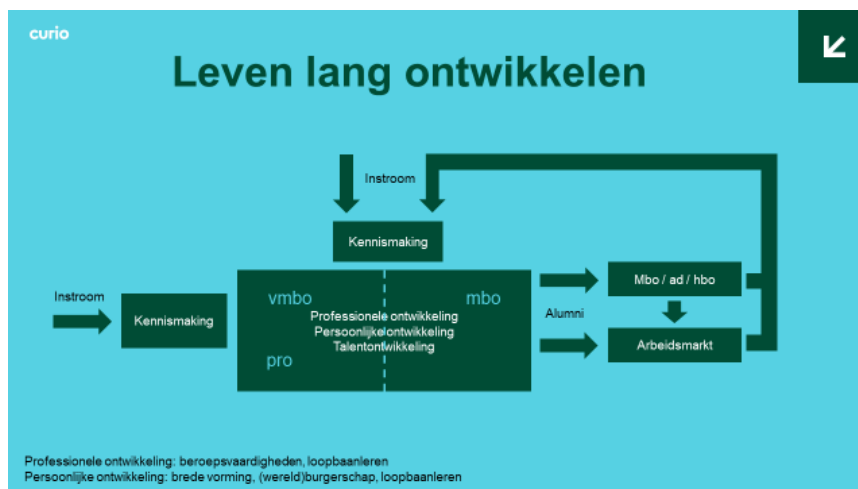 curio
Leven lang ontwikkelen
Instroom
Kennismaking
Instroom
Kennismaking
vmbo
mbo
Professionele ontwikkeling
Persoonlijke ontwikkeling
Talentontwikkeling
pro
Alumni
Mbo / ad / hbo
Arbeidsmarkt
Professionele ontwikkeling: beroepsvaardigheden, loopbaanleren
Persoonlijke ontwikkeling: brede vorming, (wereld)burgerschap, loopbaanleren